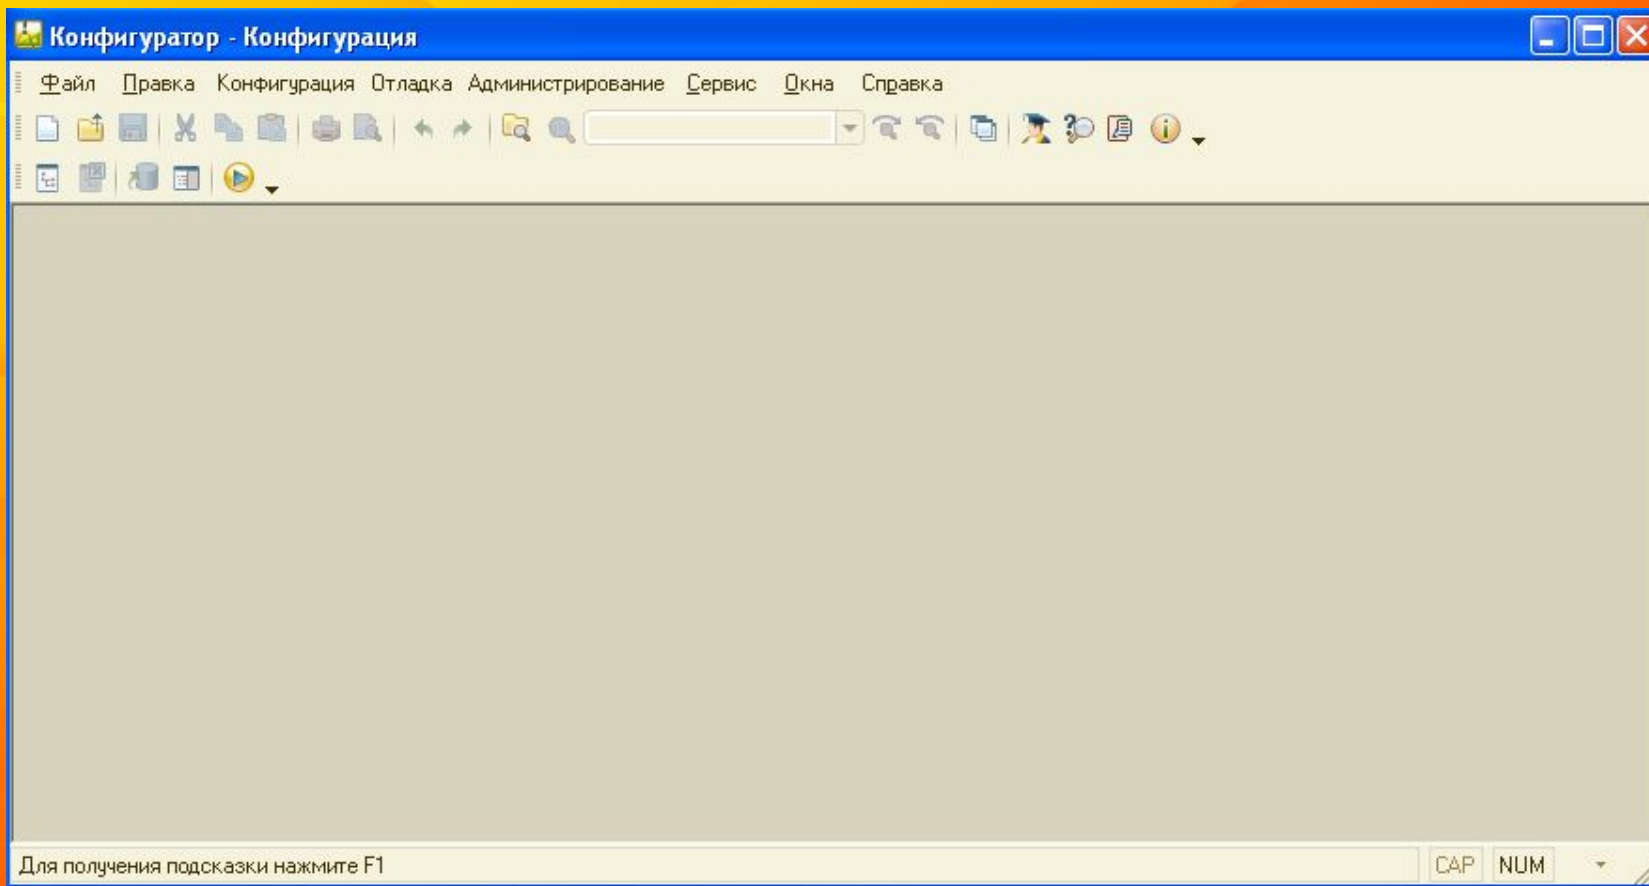 Конфигуратор - Конфигурация
Файл Правка Конфигурация Отладка Администрирование Сервис Окна Справка
Для получения подсказки нажмите F1 CAP NUM